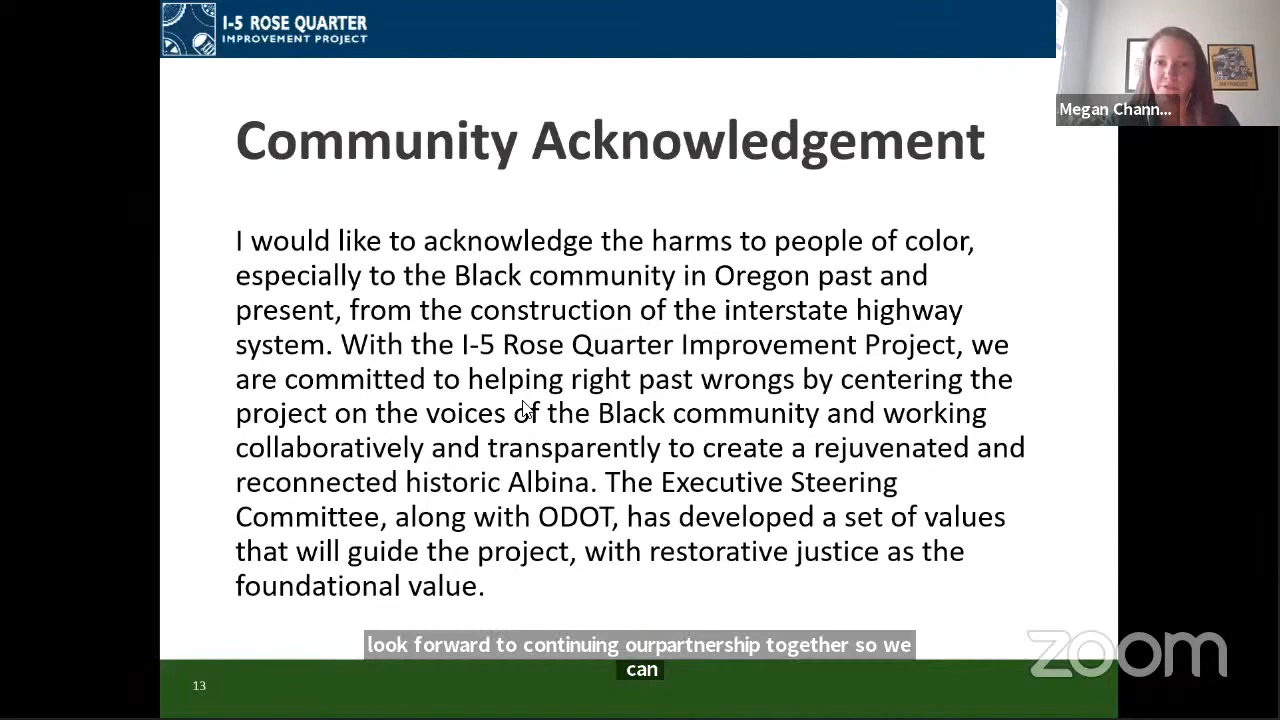 I-5 ROSE QUARTER
IMPROVEMENT PROJECT
Megan Chann...
Community Acknowledgement
I would like to acknowledge the harms to people of color,
especially to the Black community in Oregon past and
present, from the construction of the interstate highway
system. With the I-5 Rose Quarter Improvement Project, we
are committed to helping right past wrongs by centering the
project on the voices of the Black community and working
collaboratively and transparently to create a rejuvenated and
reconnected historic Albina. The Executive Steering
Committee, along with ODOT, has developed a set of values
that will guide the project, with restorative justice as the
foundational value.
look forward to continuing ourpartnership together so we
can
zoom
13